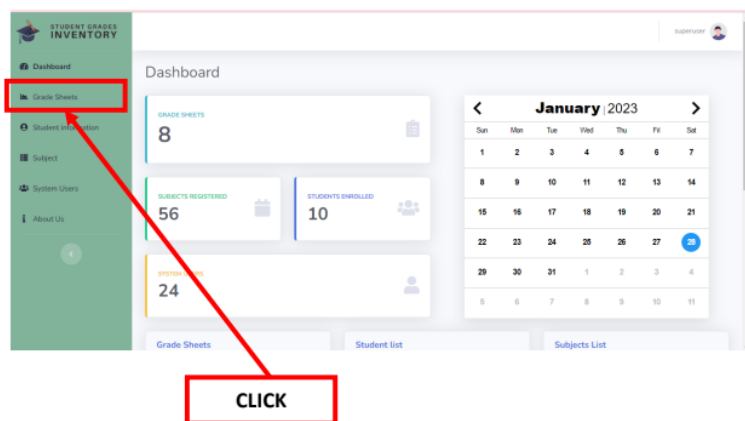 STUDENT GRADES
INVENTORY
superuser
Dashboard
Grade Sheets
Student Information
Subject
System Users
About Us
Dashboard
GRADE SHEETS
8
SUBJECTS REGISTERED
56
STUDENTS ENROLLED
10
SYSTEM USERS
24
January | 2023
Sun Mon Tue Wed Thu Fri Sat
1 2 3 4 5 6 7
8 9 10 11 12 13 14
15 16 17 18 19 20 21
22 23 24 25 26 27 28
29 30 31 1 2 3 4
5 6 7 8 9 10 11
Grade Sheets
Student list
Subjects List
CLICK